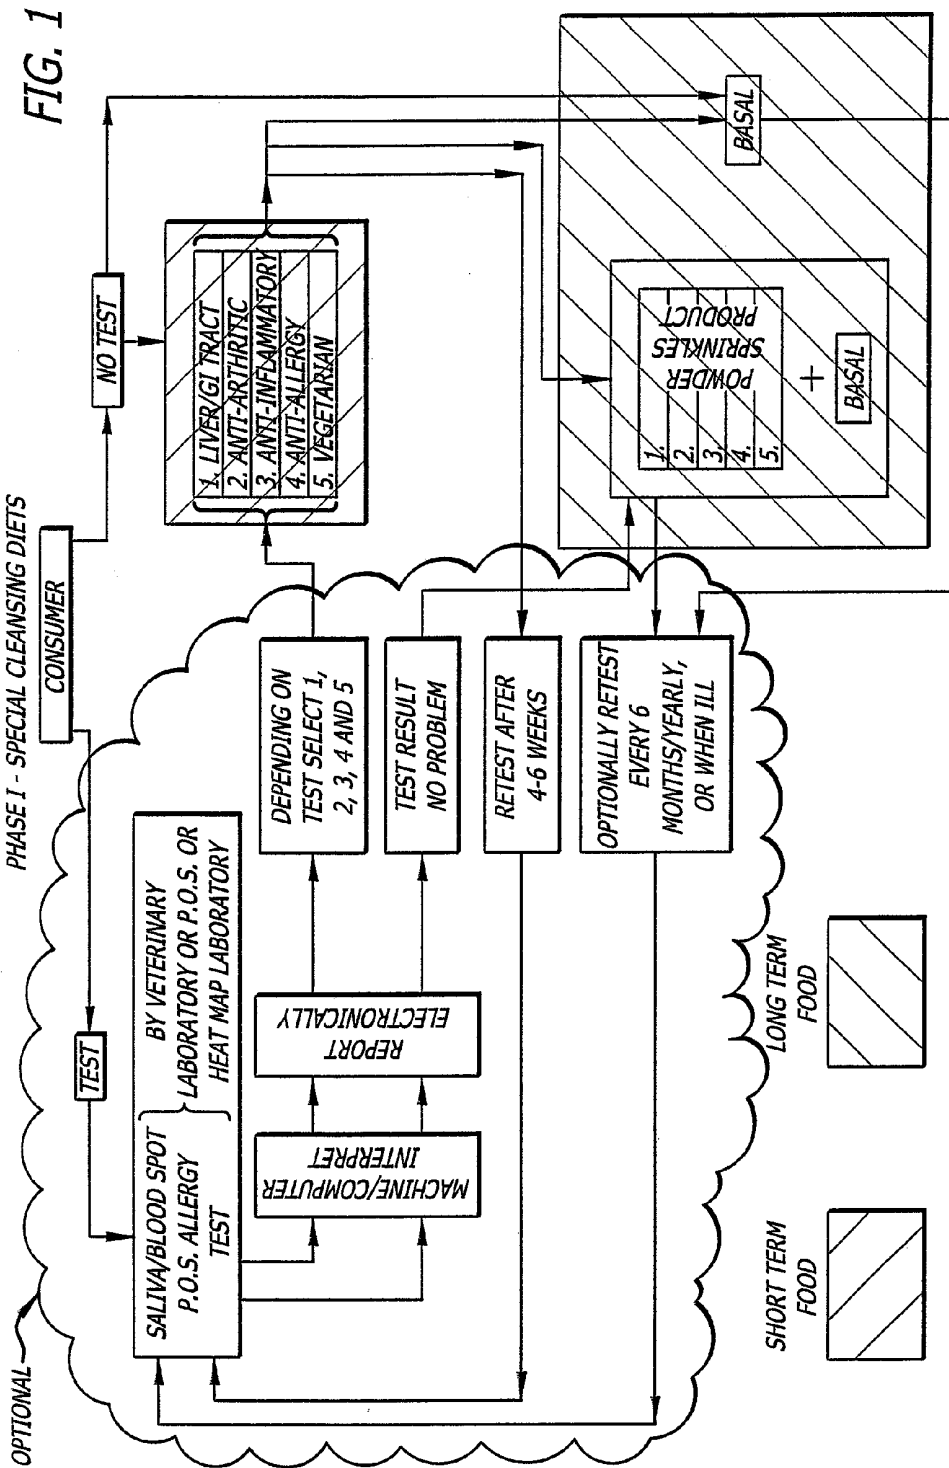 FIG. 1
PHASE I - SPECIAL CLEANSING DIETS
CONSUMER
OPTIONAL
TEST
NO TEST
SALIVA/BLOOD SPOT
P.O.S. ALLERGY
TEST
BY VETERINARY
LABORATORY OR P.O.S. OR
HEAT MAP LABORATORY
MACHINE/COMPUTER
INTERPRET
REPORT
ELECTRONICALLY
DEPENDING ON
TEST SELECT 1,
2, 3, 4 AND 5
TEST RESULT
NO PROBLEM
RETEST AFTER
4-6 WEEKS
OPTIONALLY RETEST
EVERY 6
MONTHS/YEARLY,
OR WHEN ILL
1. LIVER/GI TRACT
2. ANTI-ARTHRITIC
3. ANTI-INFLAMMATORY
4. ANTI-ALLERGY
5. VEGETARIAN
1.
2.
3.
4.
5.
POWDER
SPRINKLES
PRODUCT
+
BASAL
BASAL
SHORT TERM
FOOD
LONG TERM
FOOD